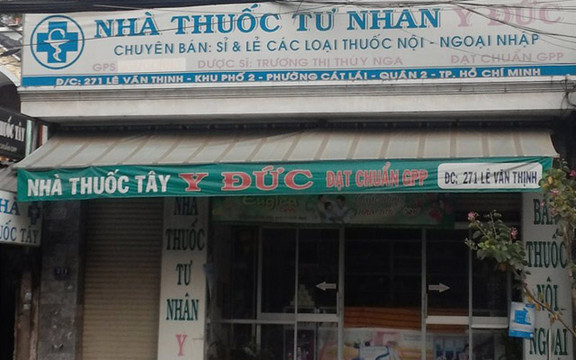 NHÀ THUỐC TƯ NHÂN Y ĐỨC
CHUYÊN BÁN: SỈ & LẺ CÁC LOẠI THUỐC NỘI - NGOẠI NHẬP
GPS
DƯỢC SĨ: TRƯƠNG THỊ THÚY NGA ĐẠT CHUẨN GPP
Đ/C: 271 LÊ VĂN THỊNH - KHU PHỐ 2 - PHƯỜNG CÁT LÁI - QUẬN 2 - TP. HỒ CHÍ MINH
NHÀ THUỐC TÂY Y ĐỨC ĐẠT CHUẨN GPP
ĐC: 271 LÊ VĂN THỊNH
NHÀ
THUỐC
TƯ
NHÂN
Y
BÁN
THUỐC
NỘI
NGOẠI
NHÀ
THUỐC TÂY